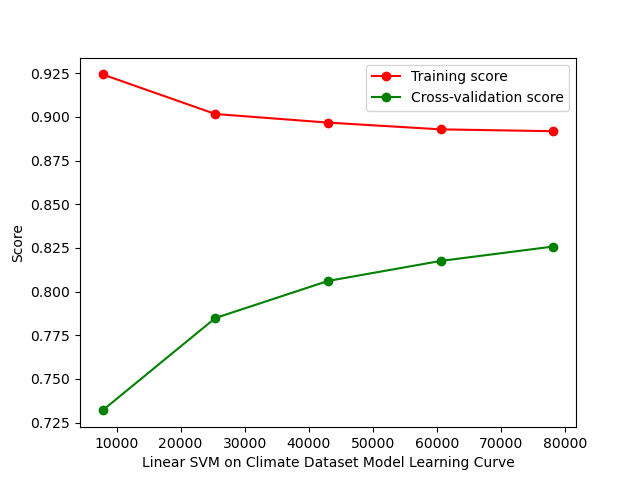 Training score
Cross-validation score
0.925
0.900
0.875
0.850
0.825
0.800
0.775
0.750
0.725
Score
10000 20000 30000 40000 50000 60000 70000 80000
Linear SVM on Climate Dataset Model Learning Curve